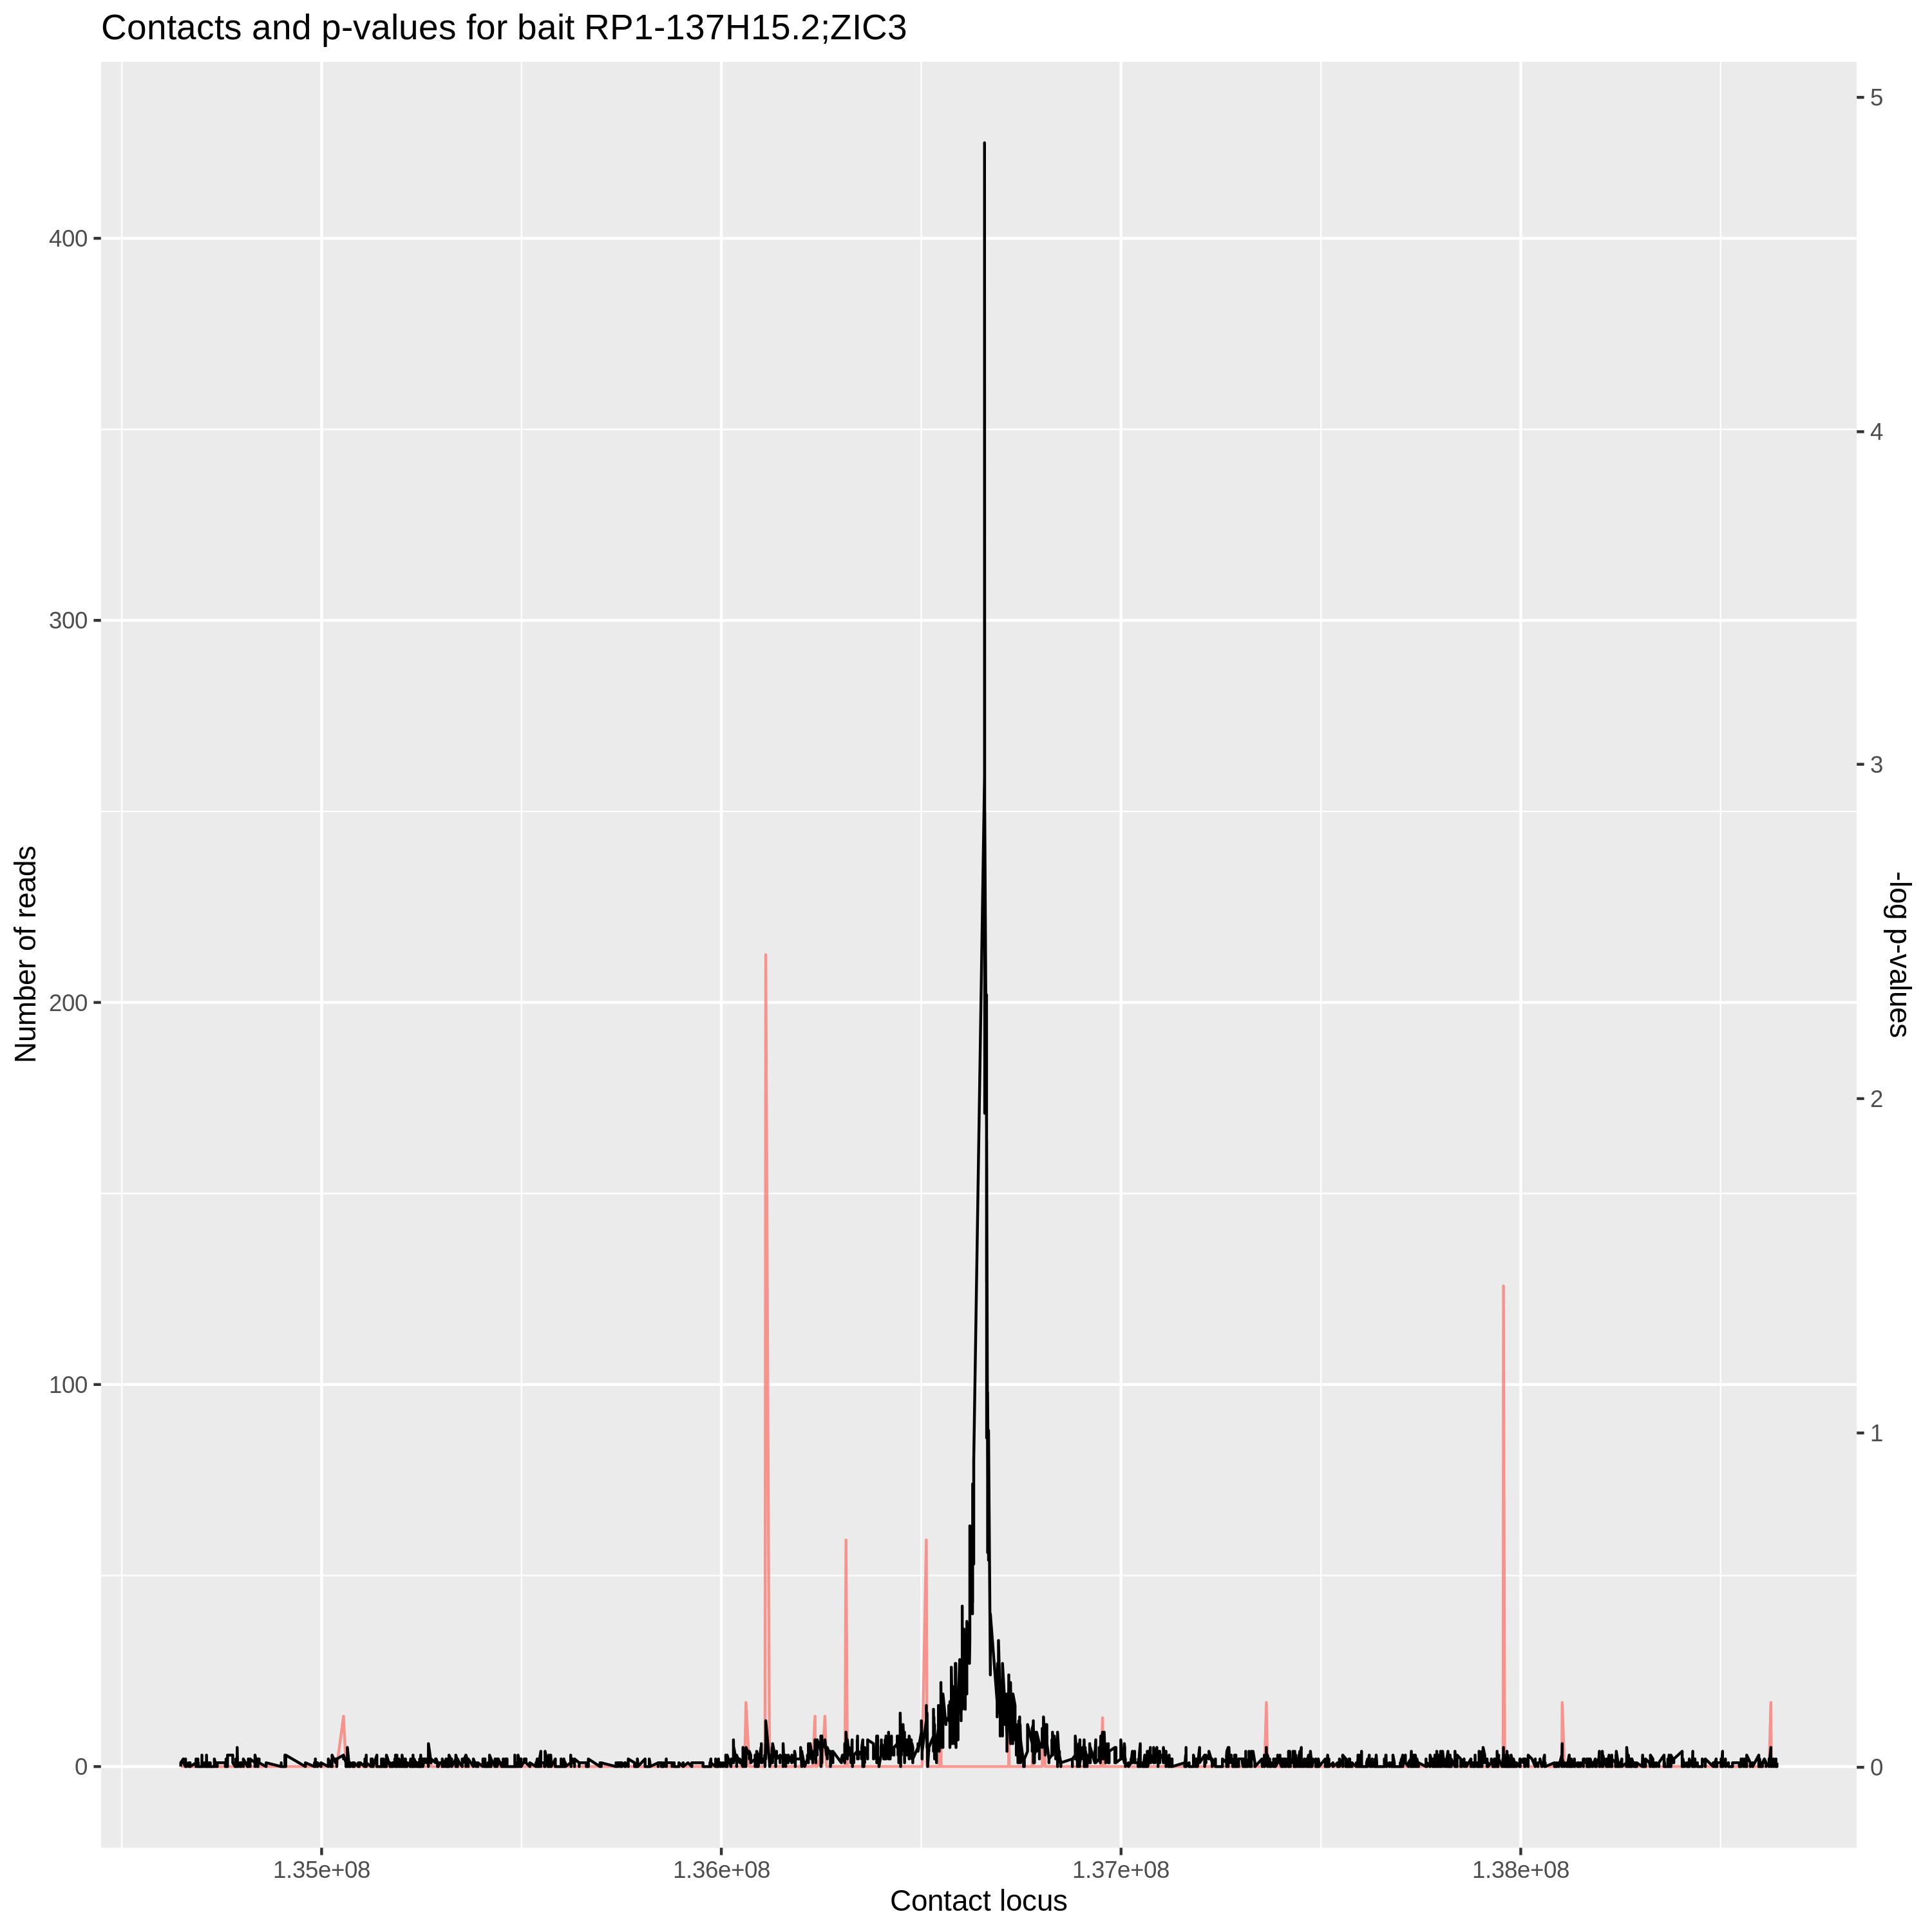 Contacts and p-values for bait RP1-137H15.2;ZIC3
Number of reads
400
300
200
100
0
5
4
3
2
1
0
-log p-values
1.35e+08
1.36e+08
1.37e+08
1.38e+08
Contact locus